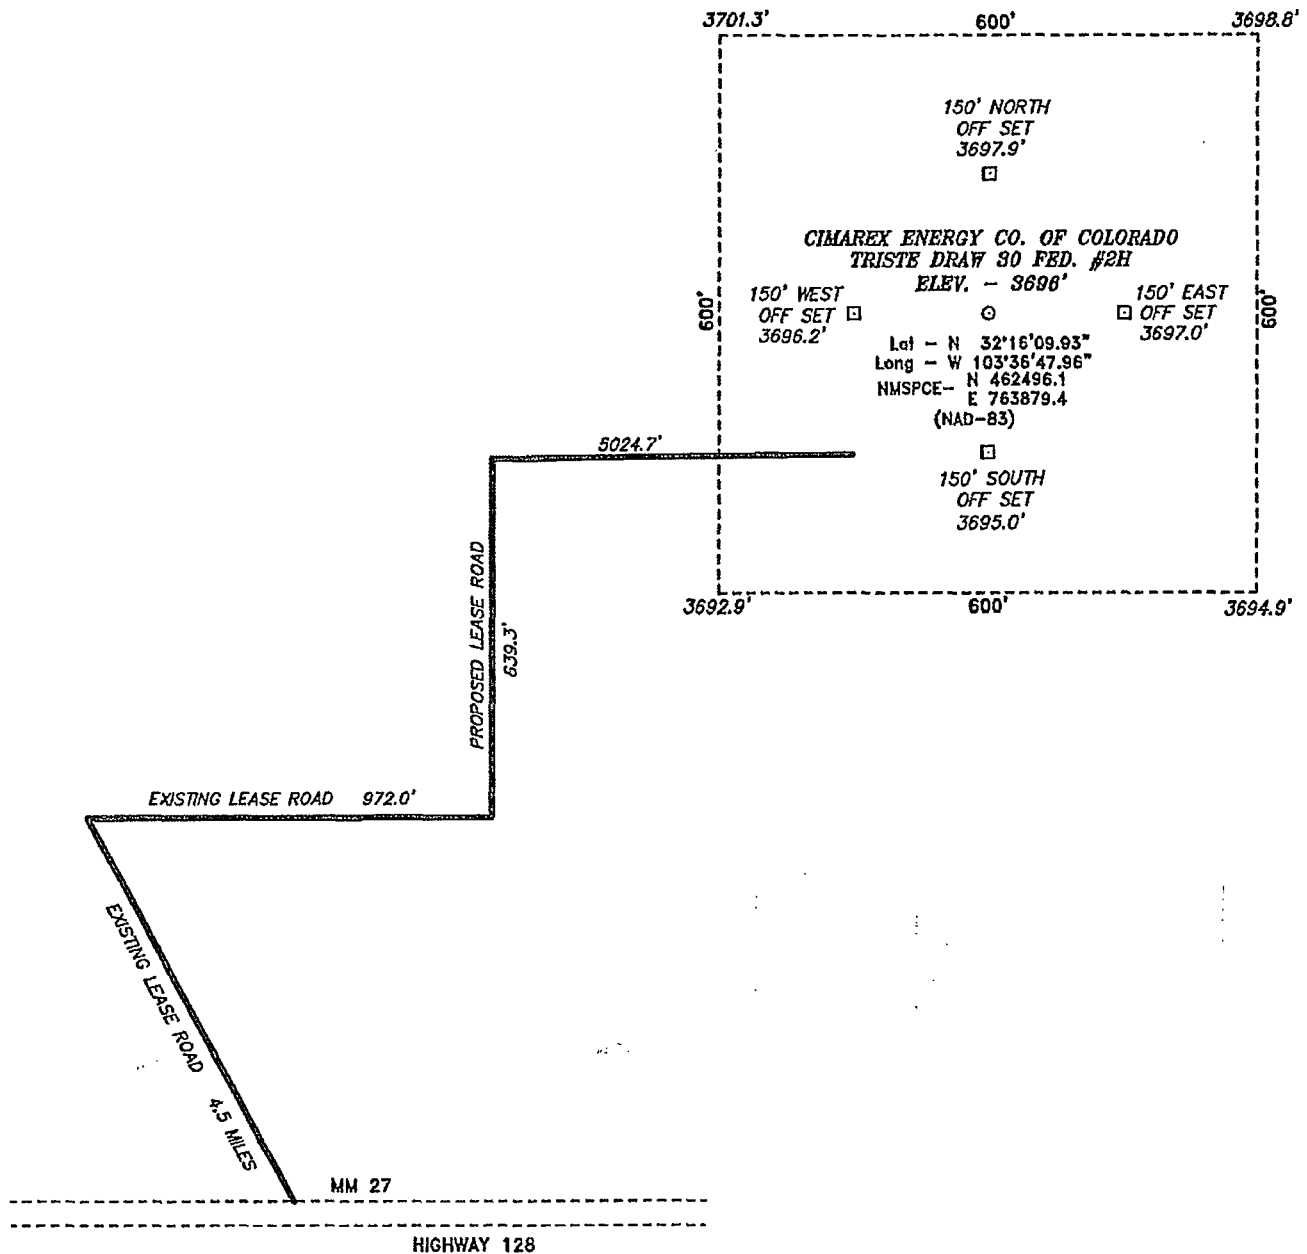 3701.3'
600'
3698.8'
150' NORTH
OFF SET
3697.9'
CIMAREX ENERGY CO. OF COLORADO
TRISTE DRAW 30 FED. #2H
ELEV. - 3696'
600'
150' WEST
OFF SET
3696.2'
150' EAST
OFF SET
3697.0'
600'
Lat - N 32°16'09.93"
Long - W 103°36'47.96"
NMSPCE- N 462496.1
E 763879.4
(NAD-83)
5024.7'
150' SOUTH
OFF SET
3695.0'
3692.9'
600'
3694.9'
PROPOSED LEASE ROAD
639.3'
EXISTING LEASE ROAD 972.0'
EXISTING LEASE ROAD 4.5 MILES
MM 27
HIGHWAY 128